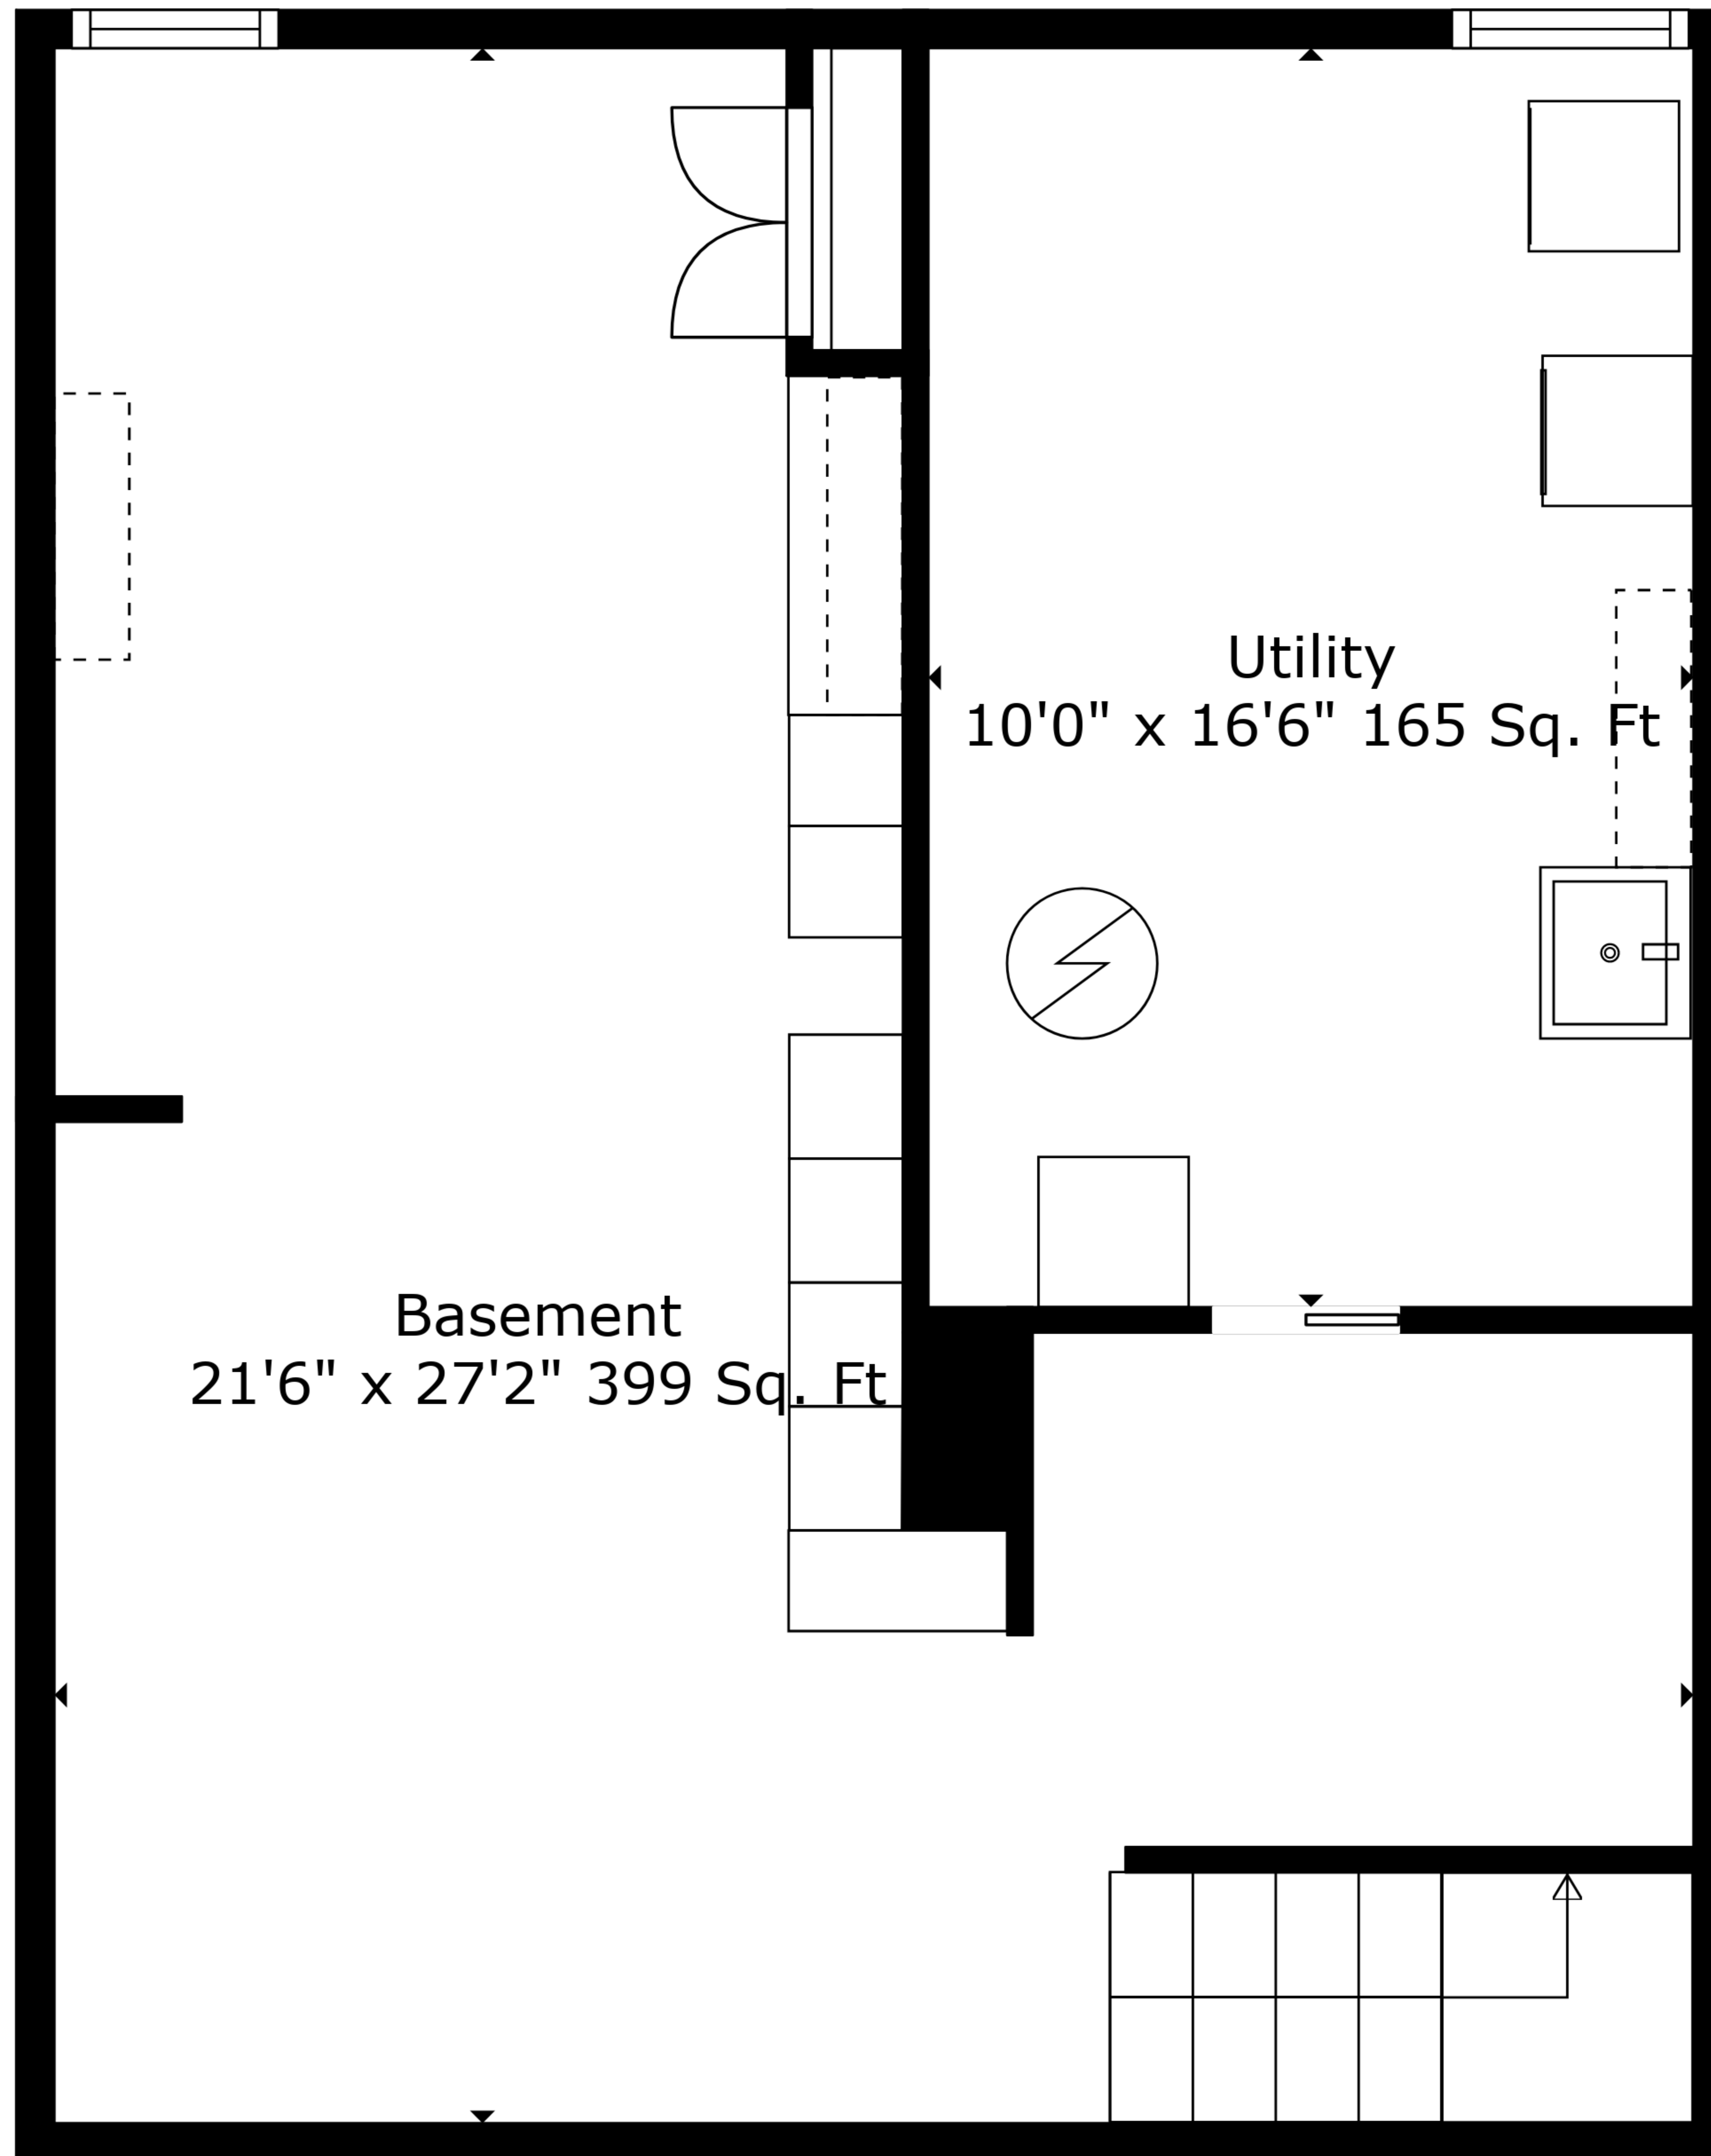 Utility
10'0" x 16'6" 165 Sq. Ft
Basement
21'6" x 27'2" 399 Sq. Ft